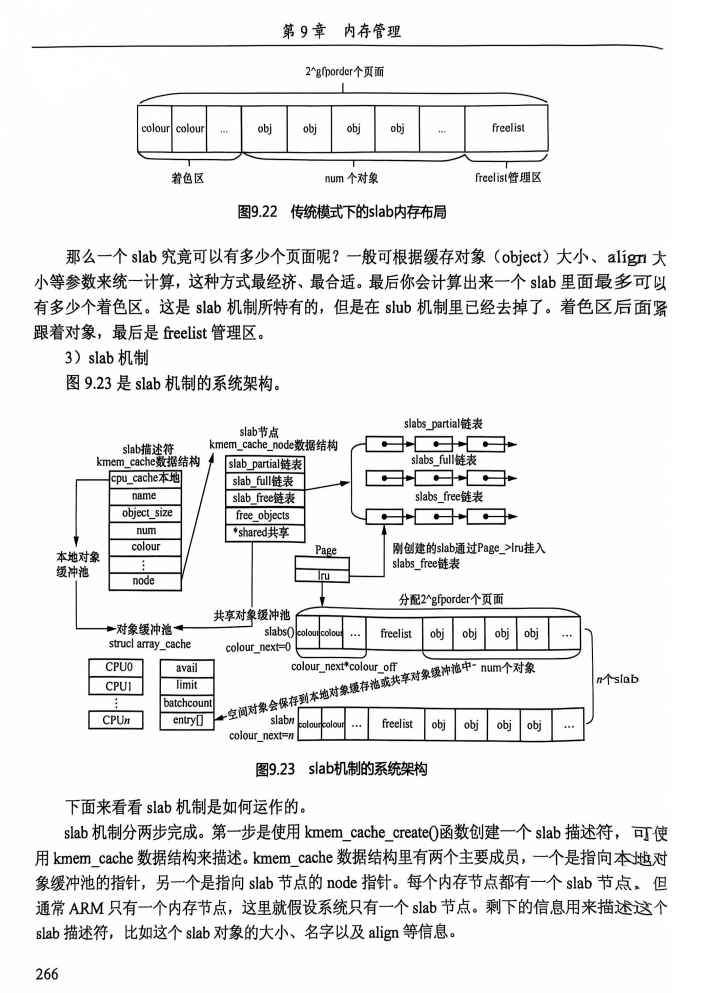 第 9 章 内存管理
2^gfporder个页面
colour colour ... obj obj obj obj ... freelist
着色区 num 个对象 freelist管理区
图9.22 传统模式下的slab内存布局
那么一个 slab 究竟可以有多少个页面呢？一般可根据缓存对象（object）大小、align 大
小等参数来统一计算，这种方式最经济、最合适。最后你会计算出来一个 slab 里面最多可以
有多少个着色区。这是 slab 机制所特有的，但是在 slub 机制里已经去掉了。着色区后面紧
跟着对象，最后是 freelist 管理区。
3）slab 机制
图 9.23 是 slab 机制的系统架构。
slab描述符
kmem_cache数据结构
cpu_cache本地
name
object_size
num
colour
⋮
node
slab节点
kmem_cache_node数据结构
slab_partial链表
slab_full链表
slab_free链表
free_objects
*shared共享
slabs_partial链表
slabs_full链表
slabs_free链表
Page
lru
刚创建的slab通过Page_>lru挂入
slabs_free链表
本地对象
缓冲池
共享对象缓冲池
对象缓冲池
strucl array_cache
CPU0
CPU1
⋮
CPUn
avail
limit
batchcount
entry[]
分配2^gfporder个页面
slabs()
colour_next=0
colour colour ... freelist obj obj obj obj ...
colour_next*colour_off
num个对象
空间对象会保存到本地对象缓存池或共享对象缓冲池中
slabn
colour_next=n
colour colour ... freelist obj obj obj obj ...
n个slab
图9.23 slab机制的系统架构
下面来看看 slab 机制是如何运作的。
slab 机制分两步完成。第一步是使用 kmem_cache_create()函数创建一个 slab 描述符，可使
用 kmem_cache 数据结构来描述。kmem_cache 数据结构里有两个主要成员，一个是指向本地对
象缓冲池的指针，另一个是指向 slab 节点的 node 指针。每个内存节点都有一个 slab 节点。但
通常 ARM 只有一个内存节点，这里就假设系统只有一个 slab 节点。剩下的信息用来描述这个
slab 描述符，比如这个 slab 对象的大小、名字以及 align 等信息。
266